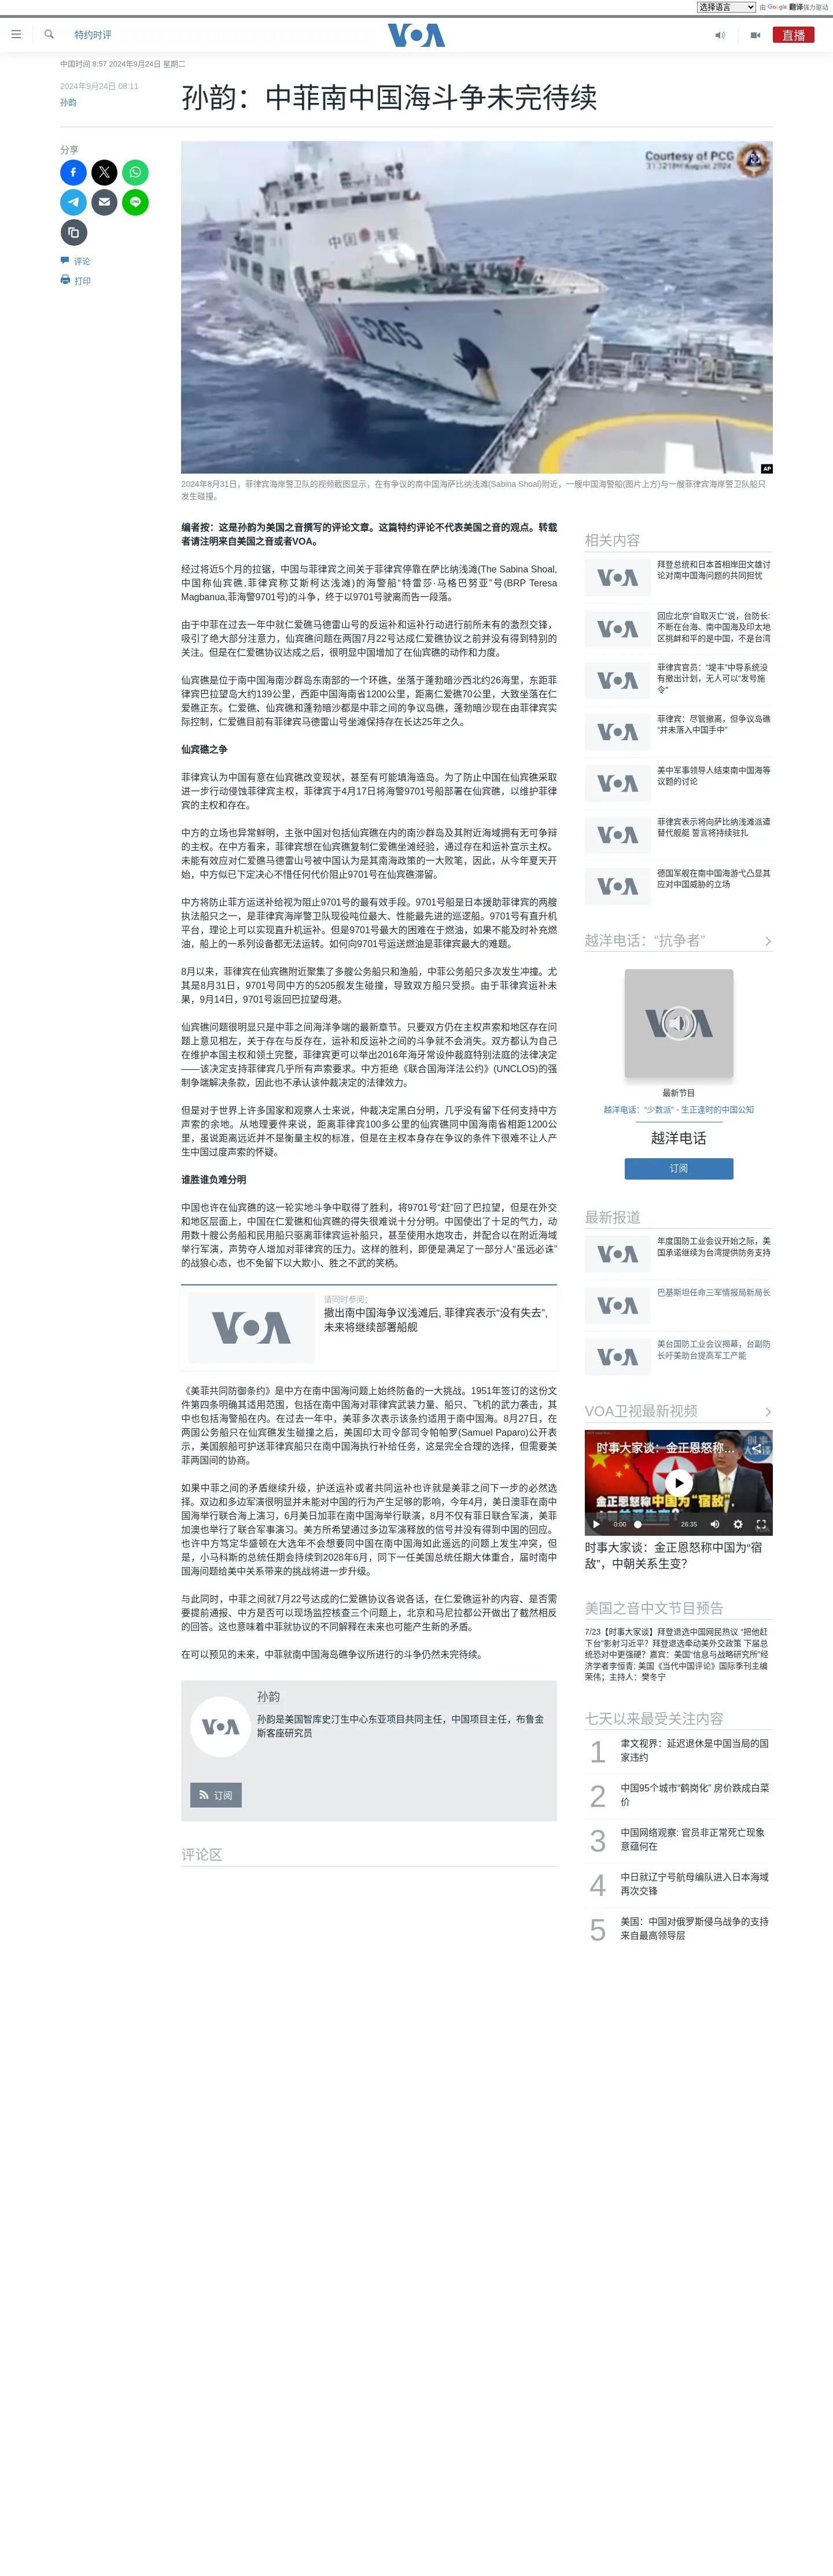 选择语言
由 Google 翻译强力驱动
特约时评
VOA
直播
中国时间 8:57 2024年9月24日 星期二
2024年9月24日 08:11
孙韵
孙韵：中菲南中国海斗争未完待续
分享
评论
打印
Courtesy of PCG
31 1219H August 2024
中国海警
5205
AP
2024年8月31日，菲律宾海岸警卫队的视频截图显示，在有争议的南中国海萨比纳浅滩(Sabina Shoal)附近，一艘中国海警船(图片上方)与一艘菲律宾海岸警卫队船只
发生碰撞。
编者按：这是孙韵为美国之音撰写的评论文章。这篇特约评论不代表美国之音的观点。转载
者请注明来自美国之音或者VOA。
经过将近5个月的拉锯，中国与菲律宾之间关于菲律宾停靠在萨比纳浅滩(The Sabina Shoal,
中国称仙宾礁,菲律宾称艾斯柯达浅滩)的海警船“特雷莎·马格巴努亚”号(BRP Teresa
Magbanua,菲海警9701号)的斗争，终于以9701号驶离而告一段落。
由于中菲在过去一年中就仁爱礁马德雷山号的反运补和运补行动进行前所未有的激烈交锋，
吸引了绝大部分注意力，仙宾礁问题在两国7月22号达成仁爱礁协议之前并没有得到特别的
关注。但是在仁爱礁协议达成之后，很明显中国增加了在仙宾礁的动作和力度。
仙宾礁是位于南中国海南沙群岛东南部的一个环礁，坐落于蓬勃暗沙西北约26海里，东距菲
律宾巴拉望岛大约139公里，西距中国海南省1200公里，距离仁爱礁70公里，大致坐落在仁
爱礁正东。仁爱礁、仙宾礁和蓬勃暗沙都是中菲之间的争议岛礁，蓬勃暗沙现在由菲律宾实
际控制，仁爱礁目前有菲律宾马德雷山号坐滩保持存在长达25年之久。
仙宾礁之争
菲律宾认为中国有意在仙宾礁改变现状，甚至有可能填海造岛。为了防止中国在仙宾礁采取
进一步行动侵蚀菲律宾主权，菲律宾于4月17日将海警9701号船部署在仙宾礁，以维护菲律
宾的主权和存在。
中方的立场也异常鲜明，主张中国对包括仙宾礁在内的南沙群岛及其附近海域拥有无可争辩
的主权。在中方看来，菲律宾想在仙宾礁复制仁爱礁坐滩经验，通过存在和运补宣示主权。
未能有效应对仁爱礁马德雷山号被中国认为是其南海政策的一大败笔，因此，从今年夏天开
始，中方似已下定决心不惜任何代价阻止9701号在仙宾礁滞留。
中方将防止菲方运送补给视为阻止9701号的最有效手段。9701号船是日本援助菲律宾的两艘
执法船只之一，是菲律宾海岸警卫队现役吨位最大、性能最先进的巡逻船。9701号有直升机
平台，理论上可以实现直升机运补。但是9701号最大的困难在于燃油，如果不能及时补充燃
油，船上的一系列设备都无法运转。如何向9701号运送燃油是菲律宾最大的难题。
8月以来，菲律宾在仙宾礁附近聚集了多艘公务船只和渔船，中菲公务船只多次发生冲撞。尤
其是8月31日，9701号同中方的5205舰发生碰撞，导致双方船只受损。由于菲律宾运补未
果，9月14日，9701号返回巴拉望母港。
仙宾礁问题很明显只是中菲之间海洋争端的最新章节。只要双方仍在主权声索和地区存在问
题上意见相左，关于存在与反存在，运补和反运补之间的斗争就不会消失。双方都认为自己
在维护本国主权和领土完整，菲律宾更可以举出2016年海牙常设仲裁庭特别法庭的法律决定
——该决定支持菲律宾几乎所有声索要求。中方拒绝《联合国海洋法公约》(UNCLOS)的强
制争端解决条款，因此也不承认该仲裁决定的法律效力。
但是对于世界上许多国家和观察人士来说，仲裁决定黑白分明，几乎没有留下任何支持中方
声索的余地。从地理要件来说，距离菲律宾100多公里的仙宾礁同中国海南省相距1200公
里，虽说距离远近并不是衡量主权的标准，但是在主权本身存在争议的条件下很难不让人产
生中国过度声索的怀疑。
谁胜谁负难分明
中国也许在仙宾礁的这一轮实地斗争中取得了胜利，将9701号“赶”回了巴拉望，但是在外交
和地区层面上，中国在仁爱礁和仙宾礁的得失很难说十分分明。中国使出了十足的气力，动
用数十艘公务船和民用船只驱离菲律宾运补船只，甚至使用水炮攻击，并配合以在附近海域
举行军演，声势夺人增加对菲律宾的压力。这样的胜利，即便是满足了一部分人“虽远必诛”
的战狼心态，也不免留下以大欺小、胜之不武的笑柄。
请同时参阅:
撤出南中国海争议浅滩后, 菲律宾表示“没有失去”,
未来将继续部署船舰
《美菲共同防御条约》是中方在南中国海问题上始终防备的一大挑战。1951年签订的这份文
件第四条明确其适用范围，包括在南中国海对菲律宾武装力量、船只、飞机的武力袭击，其
中也包括海警船在内。在过去一年中，美菲多次表示该条约适用于南中国海。8月27日，在
两国公务船只在仙宾礁发生碰撞之后，美国印太司令部司令帕帕罗(Samuel Paparo)公开表
示，美国舰船可护送菲律宾船只在南中国海执行补给任务，这是完全合理的选择，但需要美
菲两国间的协商。
如果中菲之间的矛盾继续升级，护送运补或者共同运补也许就是美菲之间下一步的必然选
择。双边和多边军演很明显并未能对中国的行为产生足够的影响，今年4月，美日澳菲在南中
国海举行联合海上演习，6月美日加菲在南中国海举行联演，8月不仅有菲日联合军演，美菲
加澳也举行了联合军事演习。美方所希望通过多边军演释放的信号并没有得到中国的回应。
也许中方笃定华盛顿在大选年不会想要同中国在南中国海如此遥远的问题上发生冲突，但
是，小马科斯的总统任期会持续到2028年6月，同下一任美国总统任期大体重合，届时南中
国海问题给美中关系带来的挑战将进一步升级。
与此同时，中菲之间就7月22号达成的仁爱礁协议各说各话，在仁爱礁运补的内容、是否需
要提前通报、中方是否可以现场监控核查三个问题上，北京和马尼拉都公开做出了截然相反
的回答。这也意味着中菲就协议的不同解释在未来也可能产生新的矛盾。
在可以预见的未来，中菲就南中国海岛礁争议所进行的斗争仍然未完待续。
孙韵
孙韵是美国智库史汀生中心东亚项目共同主任，中国项目主任，布鲁金
斯客座研究员
订阅
评论区
相关内容
拜登总统和日本首相岸田文雄讨
论对南中国海问题的共同担忧
回应北京“自取灭亡”说，台防长:
不断在台海、南中国海及印太地
区挑衅和平的是中国，不是台湾
菲律宾官员：“堤丰”中导系统没
有撤出计划，无人可以“发号施
令”
菲律宾：尽管撤离，但争议岛礁
“并未落入中国手中”
美中军事领导人结束南中国海等
议题的讨论
菲律宾表示将向萨比纳浅滩派遣
替代舰艇 誓言将持续驻扎
德国军舰在南中国海游弋凸显其
应对中国威胁的立场
越洋电话：“抗争者”
最新节目
越洋电话：“少数派” - 生正逢时的中国公知
越洋电话
订阅
最新报道
年度国防工业会议开始之际，美
国承诺继续为台湾提供防务支持
巴基斯坦任命三军情报局新局长
美台国防工业会议揭幕，台副防
长吁美助台提高军工产能
VOA卫视最新视频
时事大家谈：金正恩怒称…
金正恩怒称中国为“宿敌”，
中朝关系生变？
0:00
26:35
时事大家谈：金正恩怒称中国为“宿
敌”，中朝关系生变？
美国之音中文节目预告
7/23【时事大家谈】拜登退选中国网民热议 “把他赶
下台”影射习近平？拜登退选牵动美外交政策 下届总
统恐对中更强硬？嘉宾：美国“信息与战略研究所”经
济学者李恒青; 美国《当代中国评论》国际季刊主编
荣伟；主持人：樊冬宁
七天以来最受关注内容
1 聿文视界：延迟退休是中国当局的国
家违约
2 中国95个城市“鹤岗化” 房价跌成白菜
价
3 中国网络观察: 官员非正常死亡现象
意蕴何在
4 中日就辽宁号航母编队进入日本海域
再次交锋
5 美国：中国对俄罗斯侵乌战争的支持
来自最高领导层